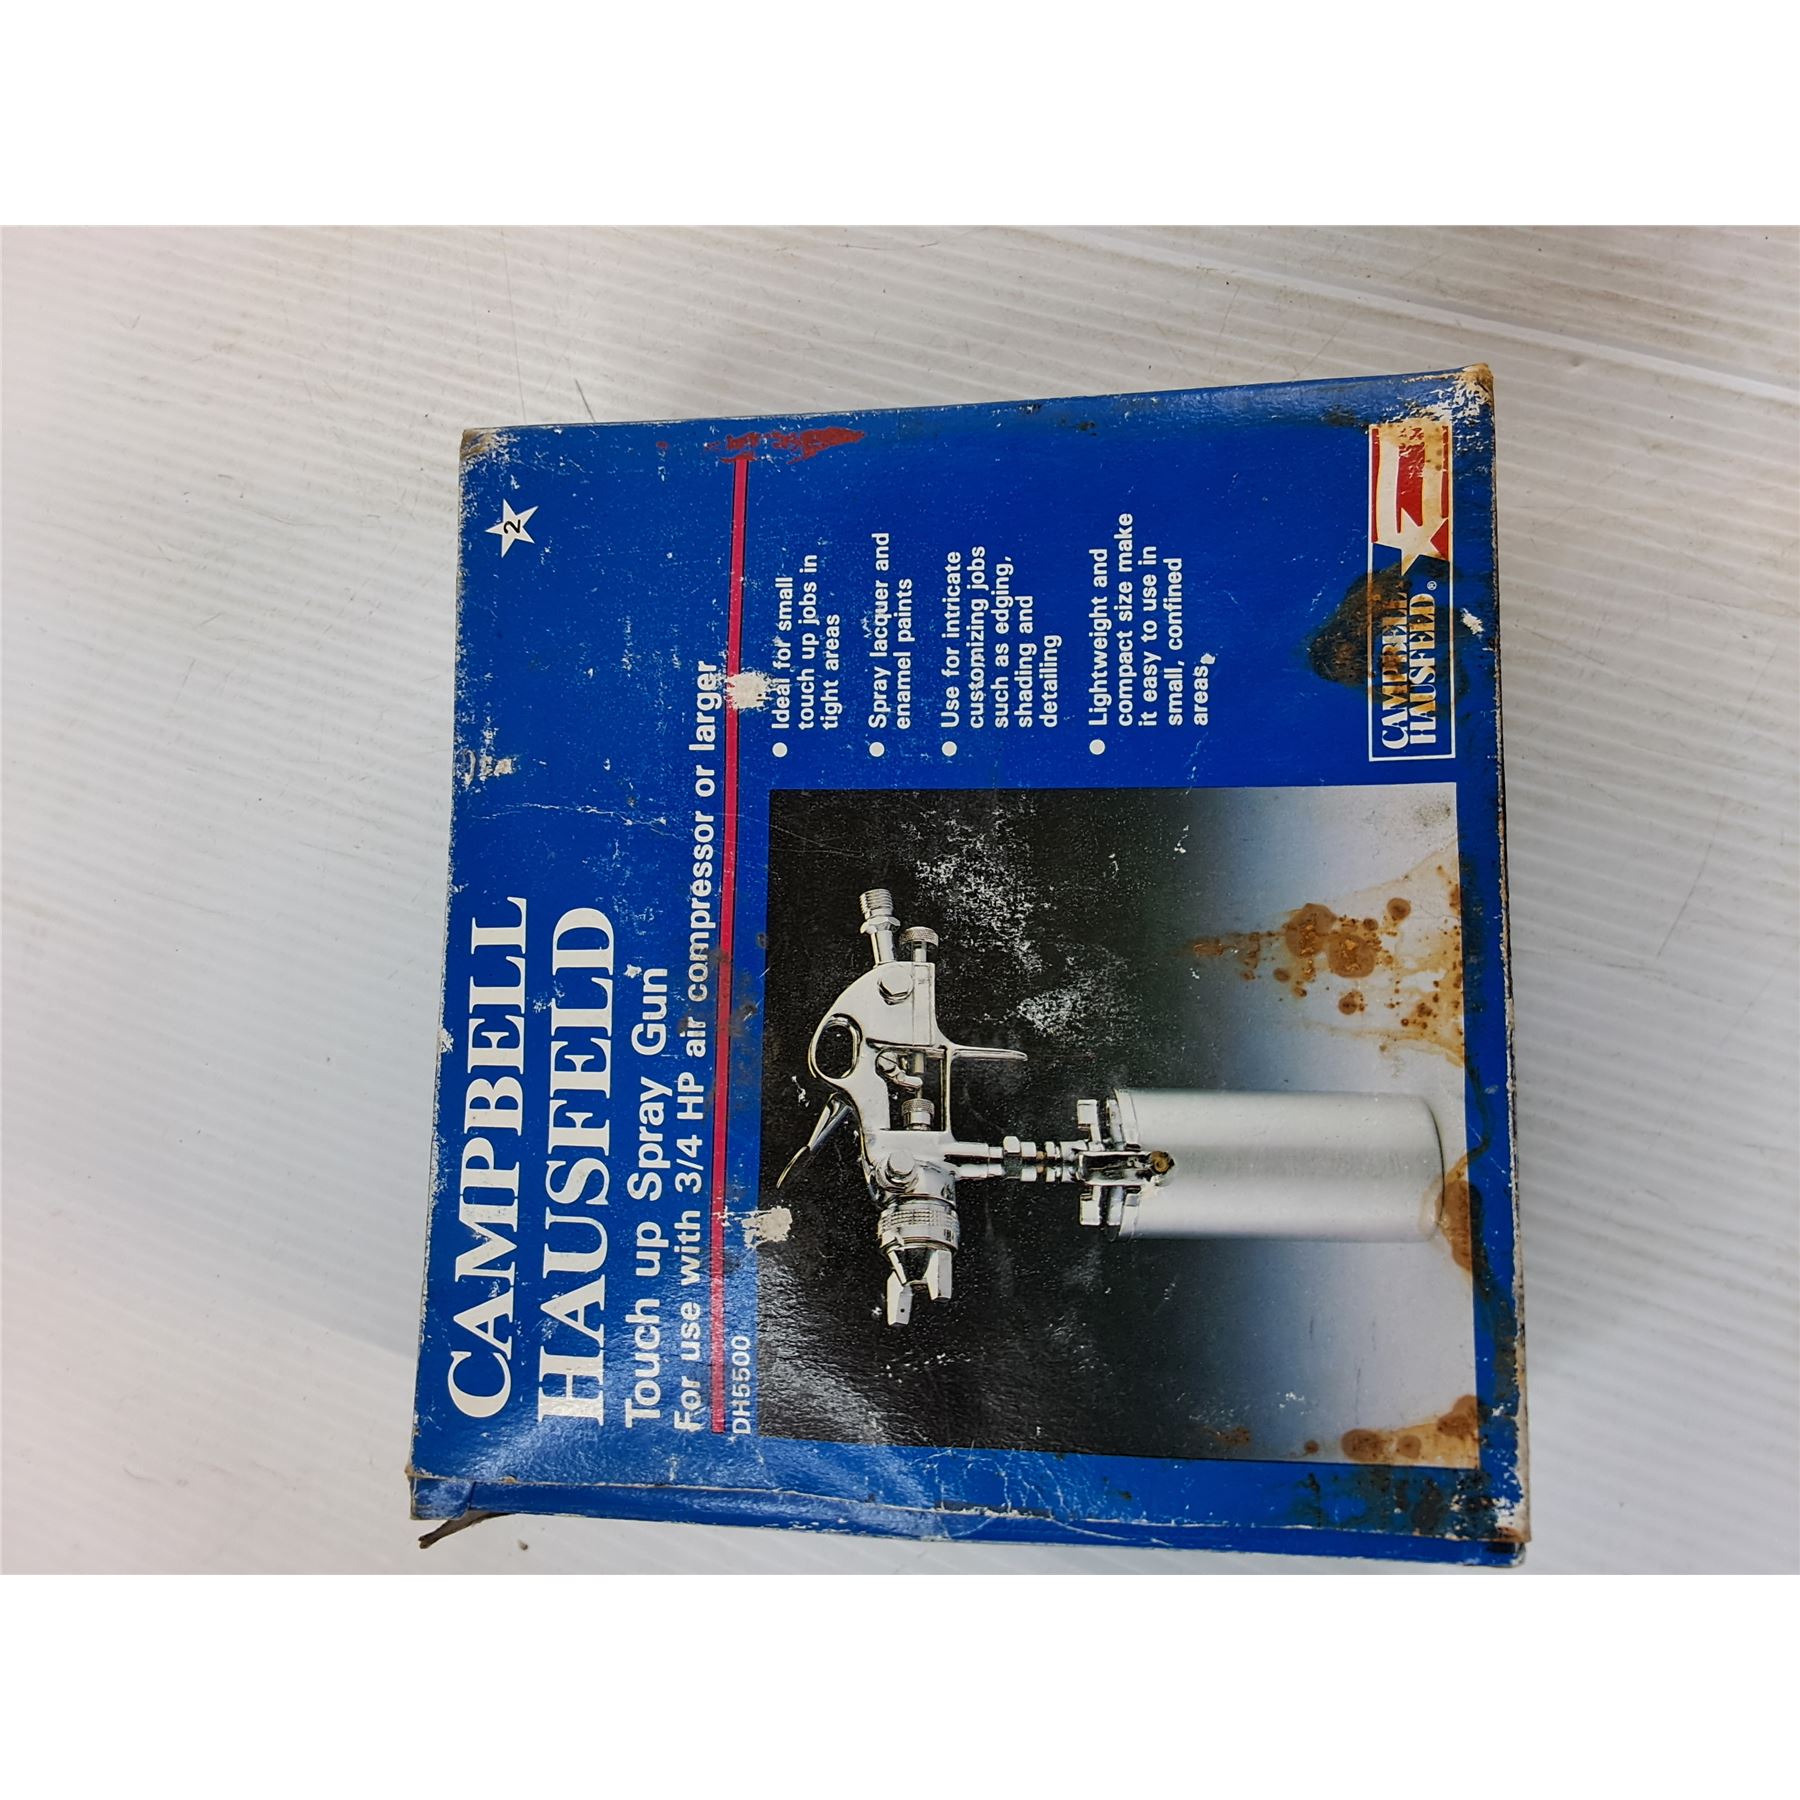 2
CAMPBELL
HAUSFELD
Touch up Spray Gun
For use with 3/4 HP air compressor or larger
DH5500
● Ideal for small
touch up jobs in
tight areas
● Spray lacquer and
enamel paints
● Use for intricate
customizing jobs
such as edging,
shading and
detailing
● Lightweight and
compact size make
it easy to use in
small, confined
areas.
CAMPBELL
HAUSFELD®